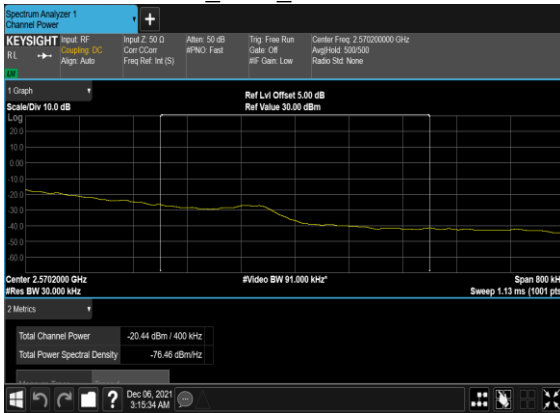 Spectrum Analyzer 1
Channel Power
+
KEYSIGHT
RL
Input: RF
Coupling: DC
Align: Auto
Input Z: 50 Ω
Corr CCorr
Freq Ref: Int (S)
Atten: 50 dB
#PNO: Fast
Trig: Free Run
Gate: Off
#IF Gain: Low
Center Freq: 2.570200000 GHz
Avg|Hold: 500/500
Radio Std: None
1 Graph
Scale/Div 10.0 dB
Ref Lvl Offset 5.00 dB
Ref Value 30.00 dBm
Log
20.0
10.0
0.00
-10.0
-20.0
-30.0
-40.0
-50.0
-60.0
Center 2.5702000 GHz
#Video BW 91.000 kHz*
Span 800 kH
#Res BW 30.000 kHz
Sweep 1.13 ms (1001 pts
2 Metrics
Total Channel Power -20.44 dBm / 400 kHz
Total Power Spectral Density -76.46 dBm/Hz
?
Dec 06, 2021
3:15:34 AM